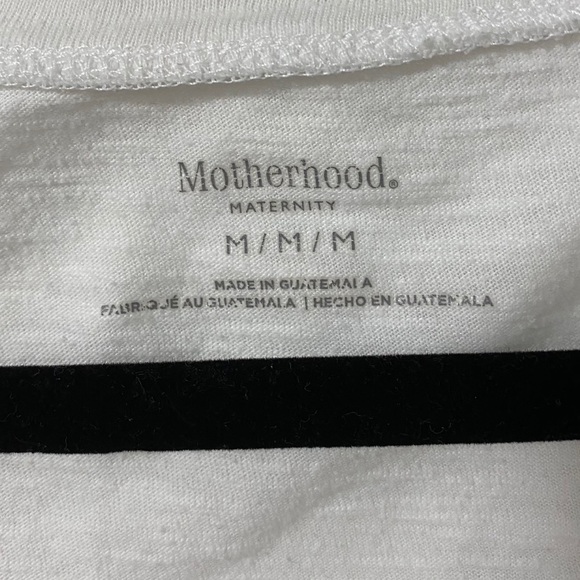 Motherhood®
MATERNITY
M / M / M
MADE IN GUATEMALA
FABRIQUÉ AU GUATEMALA | HECHO EN GUATEMALA